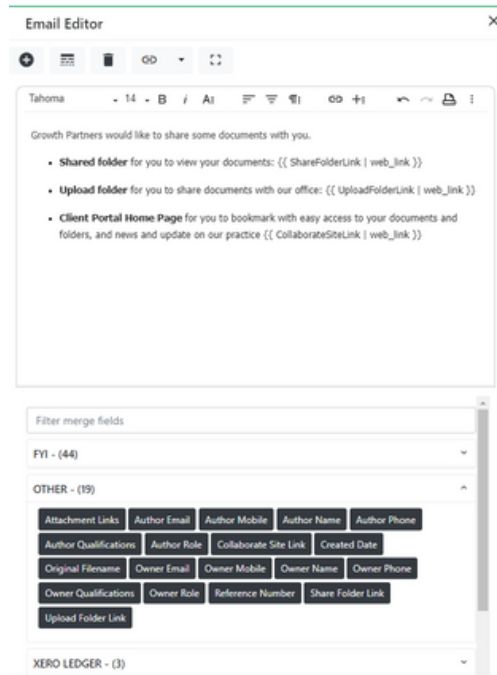 Email Editor
Tahoma 14 B i A
Growth Partners would like to share some documents with you.
• Shared folder for you to view your documents: {{ ShareFolderLink | web_link }}
• Upload folder for you to share documents with our office: {{ UploadFolderLink | web_link }}
• Client Portal Home Page for you to bookmark with easy access to your documents and
folders, and news and update on our practice {{ CollaborateSiteLink | web_link }}
Filter merge fields
FYI - (44)
OTHER - (19)
Attachment Links Author Email Author Mobile Author Name Author Phone
Author Qualifications Author Role Collaborate Site Link Created Date
Original Filename Owner Email Owner Mobile Owner Name Owner Phone
Owner Qualifications Owner Role Reference Number Share Folder Link
Upload Folder Link
XERO LEDGER - (3)